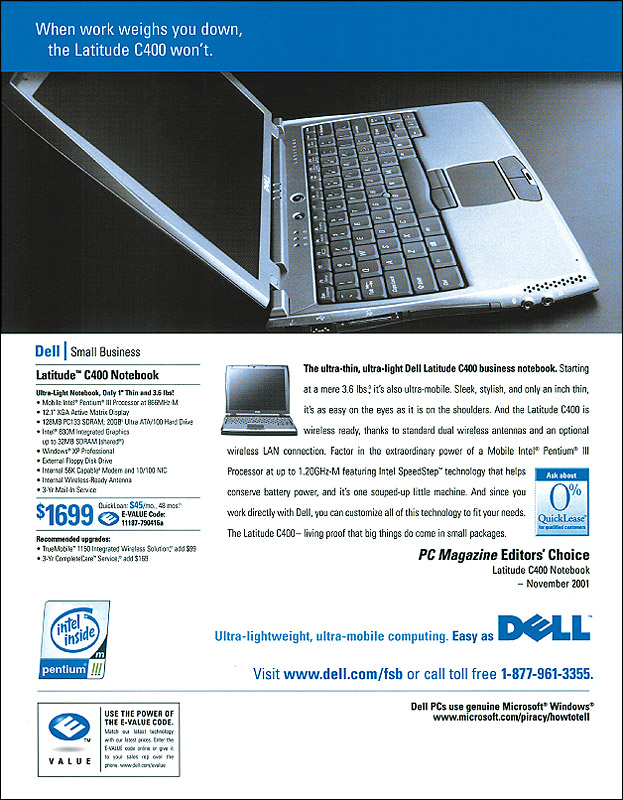 When work weighs you down,
the Latitude C400 won't.
Dell | Small Business
Latitude™ C400 Notebook
Ultra-Light Notebook, Only 1" Thin and 3.6 lbs!
• Mobile Intel® Pentium® III Processor at 866MHz-M
• 12.1" XGA Active Matrix Display
• 128MB PC133 SDRAM; 20GB Ultra ATA/100 Hard Drive
• Intel® 830M Integrated Graphics
up to 32MB SDRAM (shared)
• Windows® XP Professional
• External Floppy Disk Drive
• Internal 56K Capable Modem and 10/100 NIC
• Internal Wireless-Ready Antenna
• 3-Yr Mail-In Service
$1699
QuickLoan: $45/mo., 48 mos.
E-VALUE Code:
11187-790416a
Recommended upgrades:
• TrueMobile™ 1150 Integrated Wireless Solution, add $99
• 3-Yr CompleteCare™ Service, add $169
The ultra-thin, ultra-light Dell Latitude C400 business notebook. Starting
at a mere 3.6 lbs, it's also ultra-mobile. Sleek, stylish, and only an inch thin,
it's as easy on the eyes as it is on the shoulders. And the Latitude C400 is
wireless ready, thanks to standard dual wireless antennas and an optional
wireless LAN connection. Factor in the extraordinary power of a Mobile Intel® Pentium® III
Processor at up to 1.20GHz-M featuring Intel SpeedStep™ technology that helps
conserve battery power, and it's one souped-up little machine. And since you
work directly with Dell, you can customize all of this technology to fit your needs.
The Latitude C400– living proof that big things do come in small packages.
Ask about
0%
QuickLease
for qualified customers
PC Magazine Editors' Choice
Latitude C400 Notebook
– November 2001
intel
inside
m
pentium® III
Ultra-lightweight, ultra-mobile computing. Easy as DELL™
Visit www.dell.com/fsb or call toll free 1-877-961-3355.
Dell PCs use genuine Microsoft® Windows®
www.microsoft.com/piracy/howtotell
E™
VALUE
USE THE POWER OF
THE E-VALUE CODE.
Match our latest technology
with our latest prices. Enter the
E-VALUE code online or give it
to your sales rep over the
phone. www.dell.com/evalue